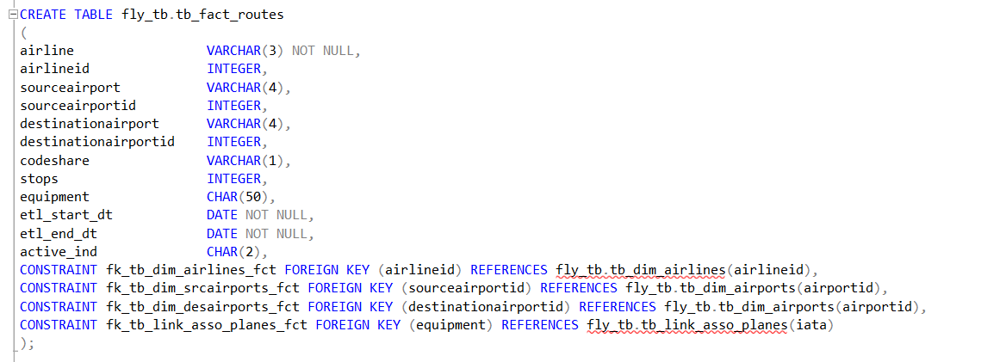 CREATE TABLE fly_tb.tb_fact_routes
(
airline VARCHAR(3) NOT NULL,
airlineid INTEGER,
sourceairport VARCHAR(4),
sourceairportid INTEGER,
destinationairport VARCHAR(4),
destinationairportid INTEGER,
codeshare VARCHAR(1),
stops INTEGER,
equipment CHAR(50),
etl_start_dt DATE NOT NULL,
etl_end_dt DATE NOT NULL,
active_ind CHAR(2),
CONSTRAINT fk_tb_dim_airlines_fct FOREIGN KEY (airlineid) REFERENCES fly_tb.tb_dim_airlines(airlineid),
CONSTRAINT fk_tb_dim_srcairports_fct FOREIGN KEY (sourceairportid) REFERENCES fly_tb.tb_dim_airports(airportid),
CONSTRAINT fk_tb_dim_desairports_fct FOREIGN KEY (destinationairportid) REFERENCES fly_tb.tb_dim_airports(airportid),
CONSTRAINT fk_tb_link_asso_planes_fct FOREIGN KEY (equipment) REFERENCES fly_tb.tb_link_asso_planes(iata)
);